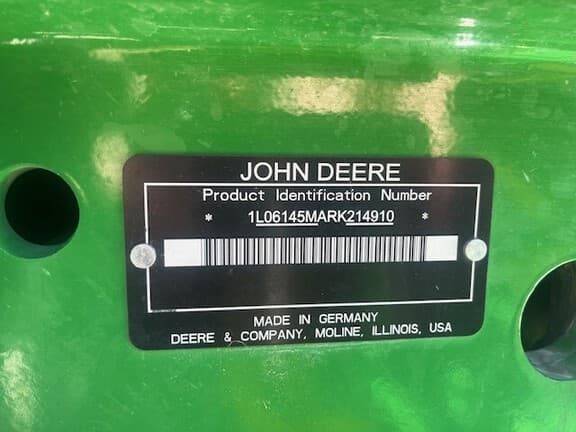 JOHN DEERE
Product Identification Number
* 1L06145MARK214910 *
MADE IN GERMANY
DEERE & COMPANY, MOLINE, ILLINOIS, USA